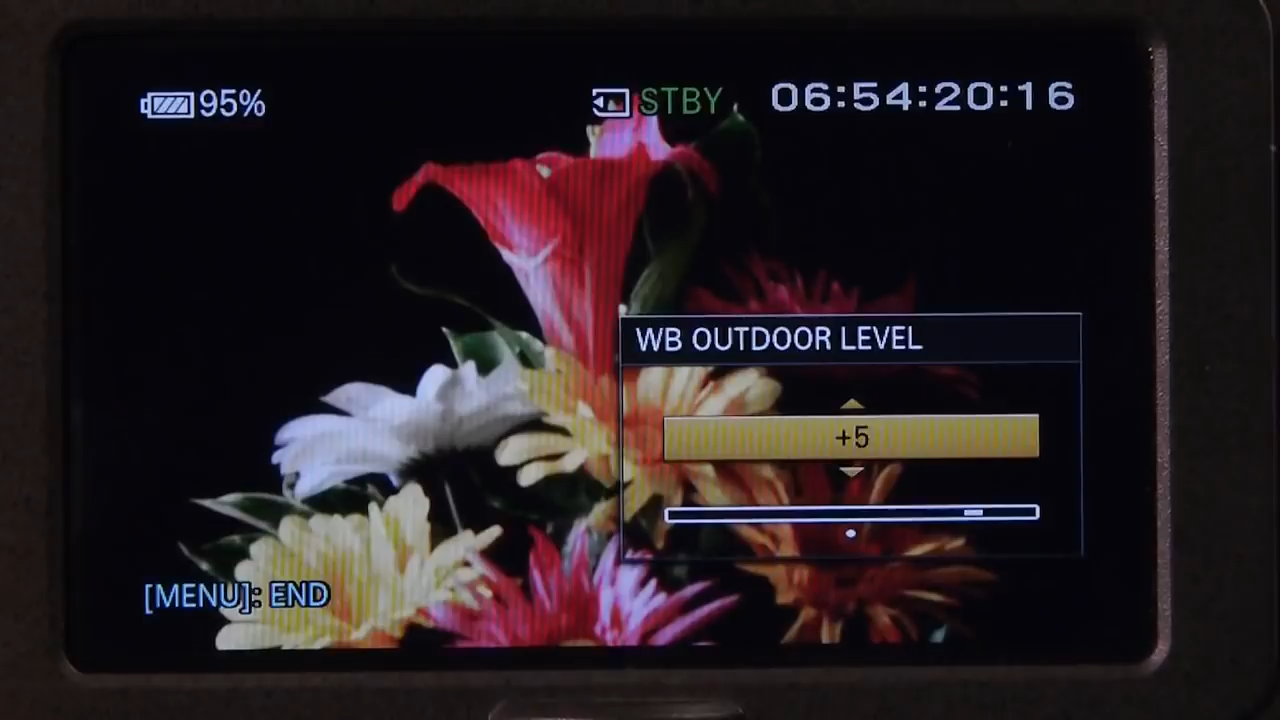 95%
STBY
06:54:20:16
WB OUTDOOR LEVEL
+5
[MENU]: END